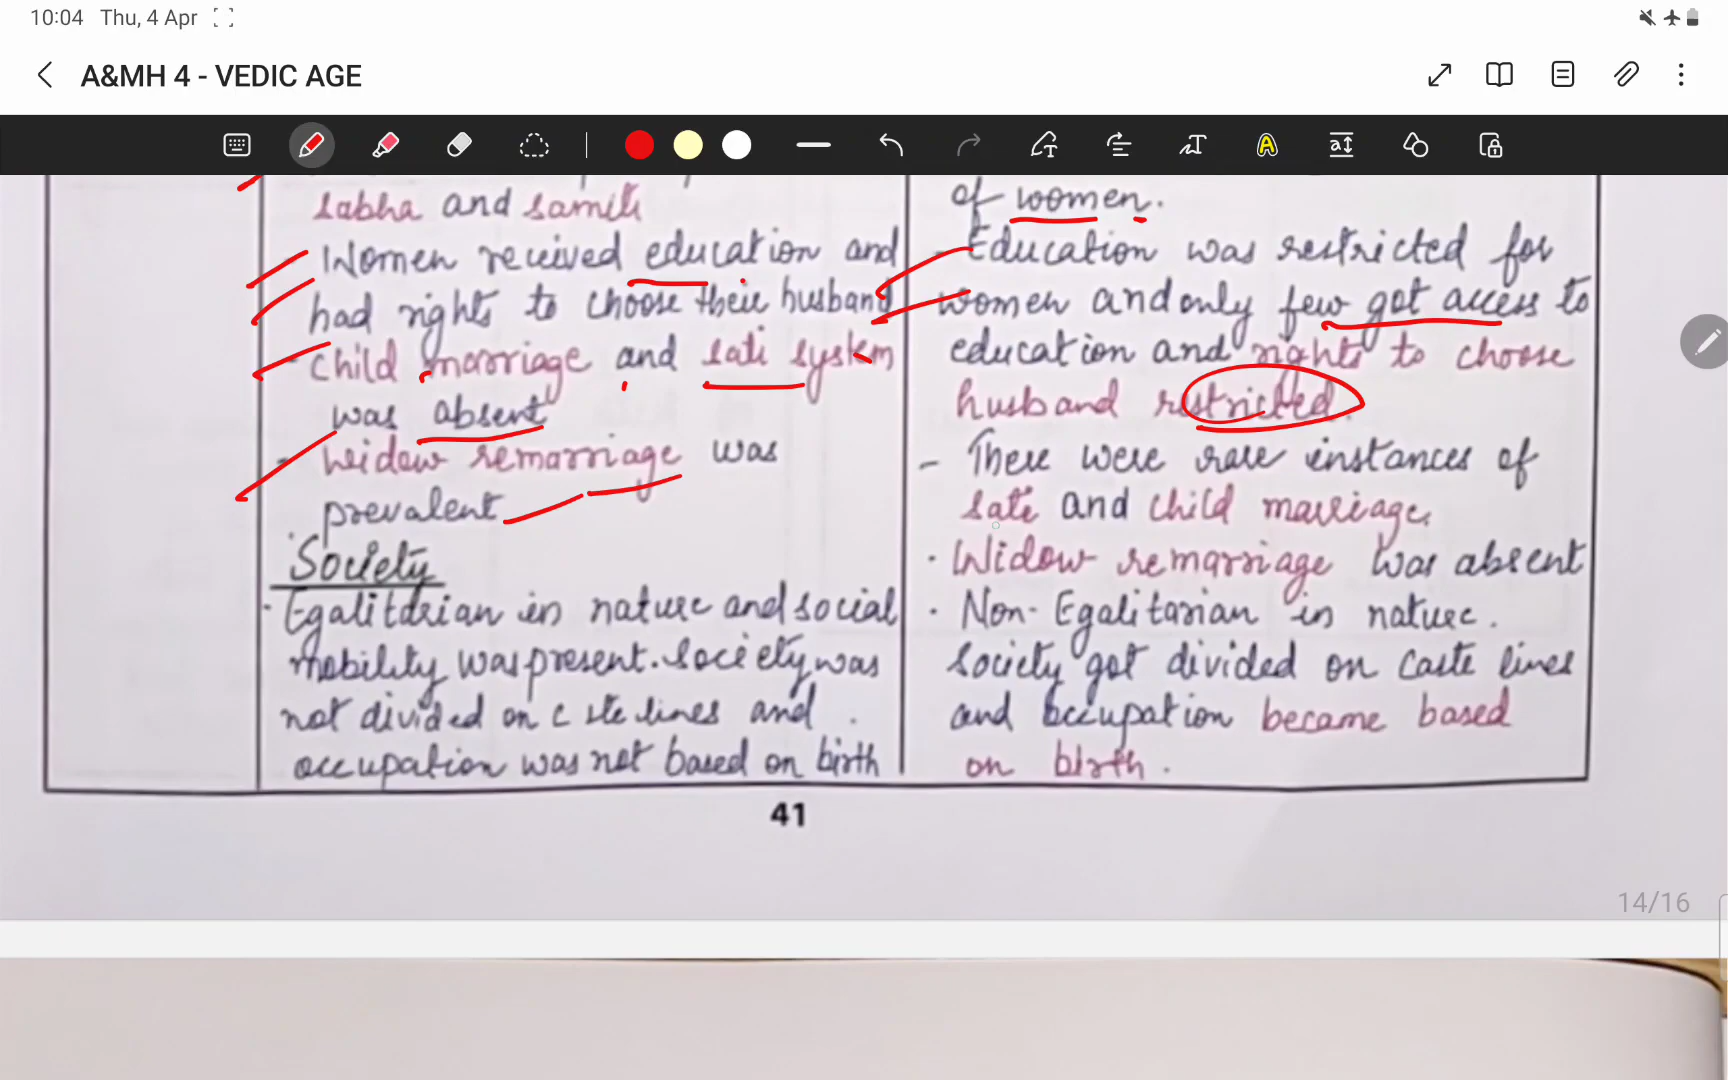 10:04 Thu, 4 Apr
A&MH 4 - VEDIC AGE
sabha and samiti
- Women received education and
had rights to choose their husband
- child marriage and sati system
was absent
- widow remarriage was
prevalent
Society
· Egalitarian in nature and social
mobility was present. Society was
not divided on c ste lines and
occupation was not based on birth
of women.
- Education was restricted for
women and only few got access to
education and rights to choose
husband restricted.
- There were rare instances of
sati and child marriage.
· Widow remarriage was absent
· Non-Egalitarian in nature.
Society got divided on caste lines
and occupation became based
on birth.
41
14/16